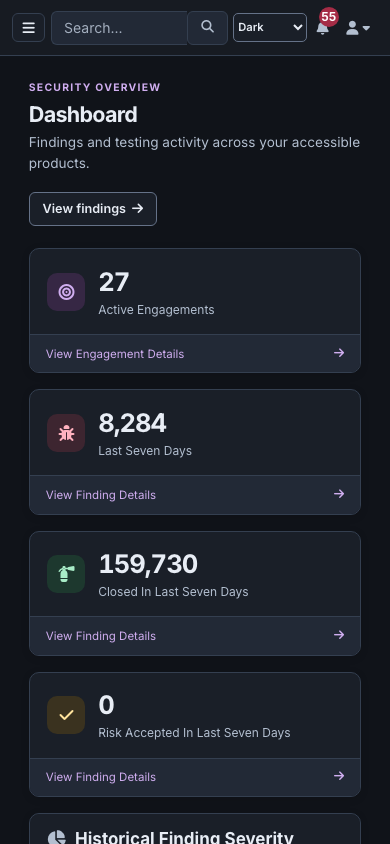 Search...
Dark
55
SECURITY OVERVIEW
Dashboard
Findings and testing activity across your accessible
products.
View findings →
27
Active Engagements
View Engagement Details →
8,284
Last Seven Days
View Finding Details →
159,730
Closed In Last Seven Days
View Finding Details →
0
Risk Accepted In Last Seven Days
View Finding Details →
Historical Finding Severity